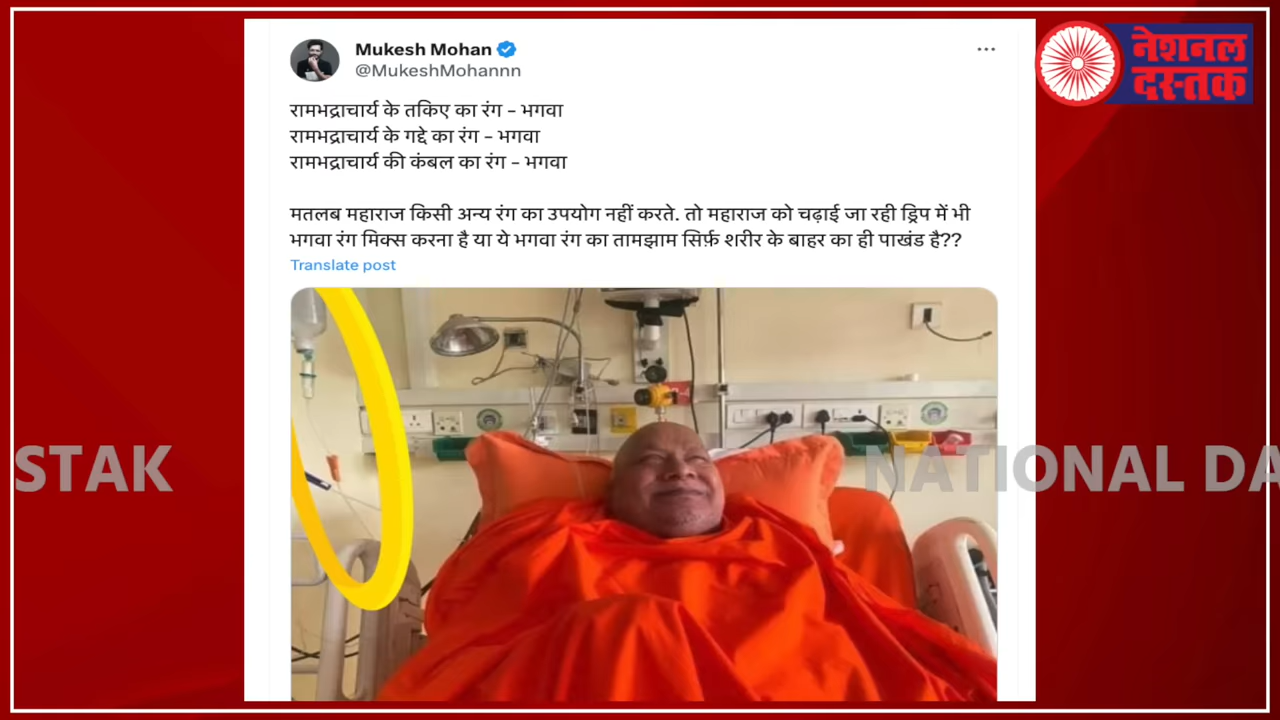 Mukesh Mohan
@MukeshMohannn
नेशनल
दस्तक
रामभद्राचार्य के तकिए का रंग – भगवा
रामभद्राचार्य के गद्दे का रंग – भगवा
रामभद्राचार्य की कंबल का रंग – भगवा
मतलब महाराज किसी अन्य रंग का उपयोग नहीं करते. तो महाराज को चढ़ाई जा रही ड्रिप में भी
भगवा रंग मिक्स करना है या ये भगवा रंग का तामझाम सिर्फ़ शरीर के बाहर का ही पाखंड है??
Translate post
STAK
NATIONAL DA